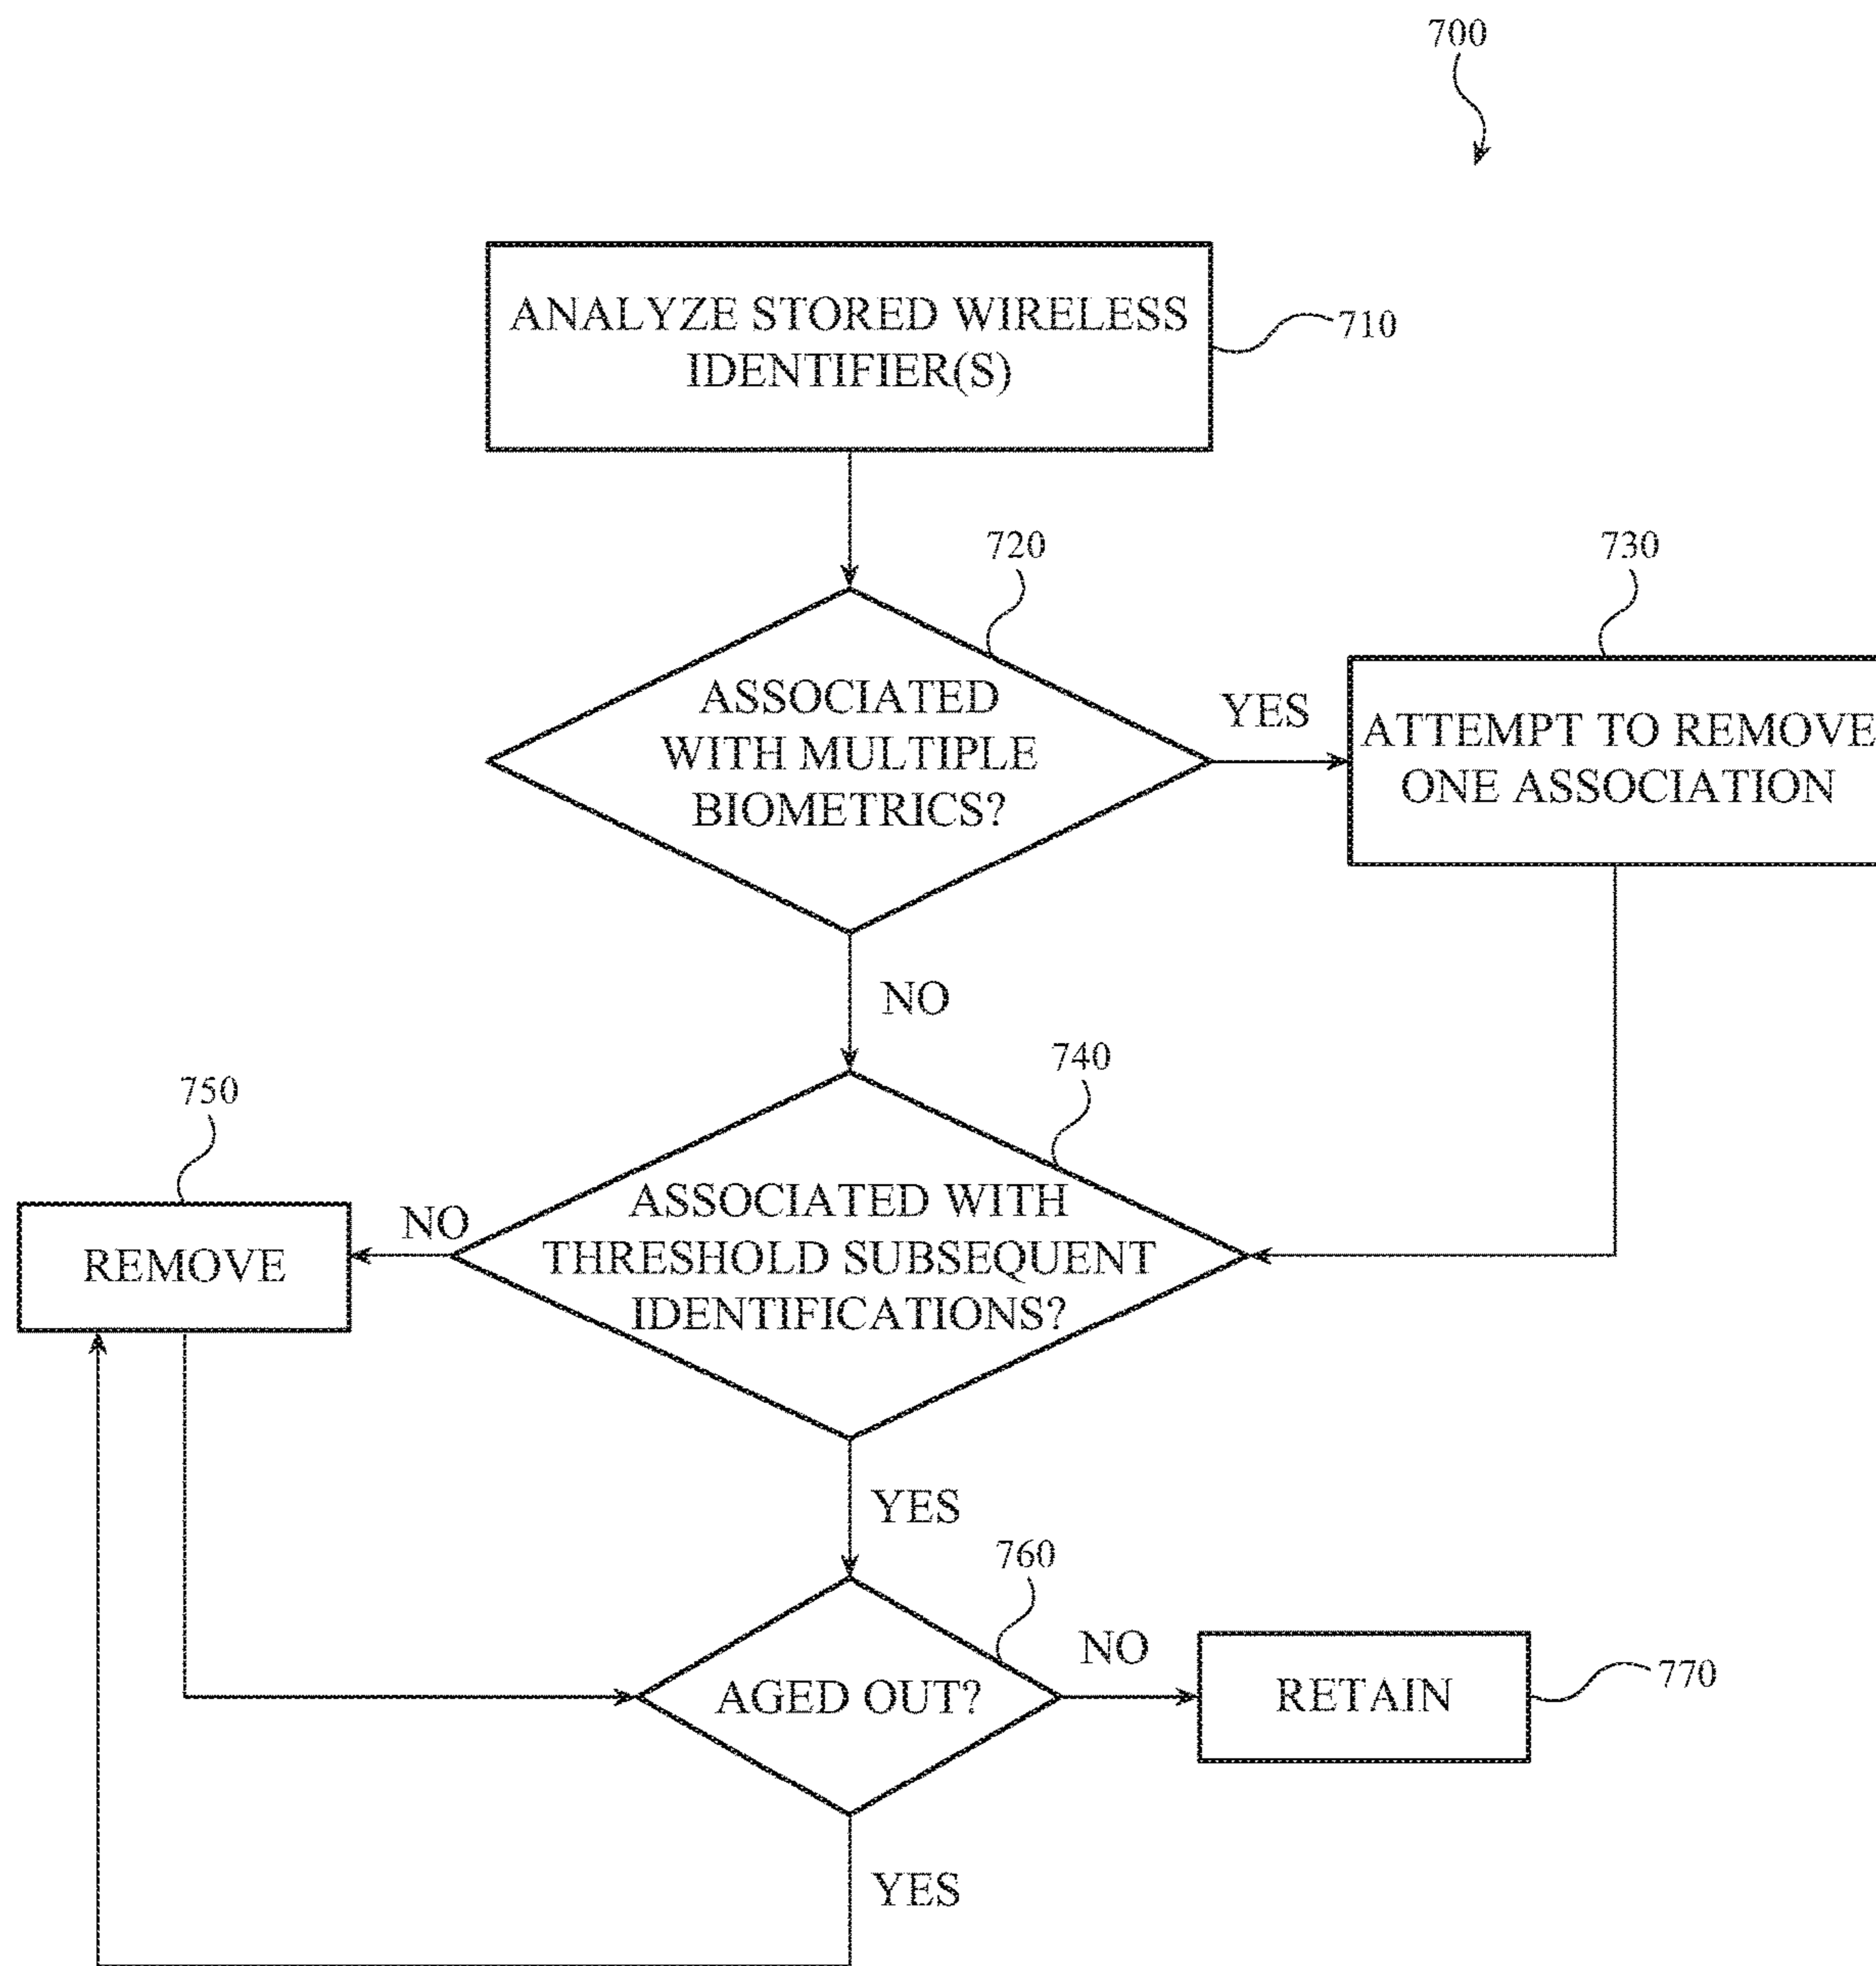 700
ANALYZE STORED WIRELESS
IDENTIFIER(S)
710
720
730
ASSOCIATED
WITH MULTIPLE
BIOMETRICS?
YES
ATTEMPT TO REMOVE
ONE ASSOCIATION
NO
740
750
ASSOCIATED WITH
THRESHOLD SUBSEQUENT
IDENTIFICATIONS?
NO
REMOVE
YES
760
AGED OUT?
NO
RETAIN
770
YES